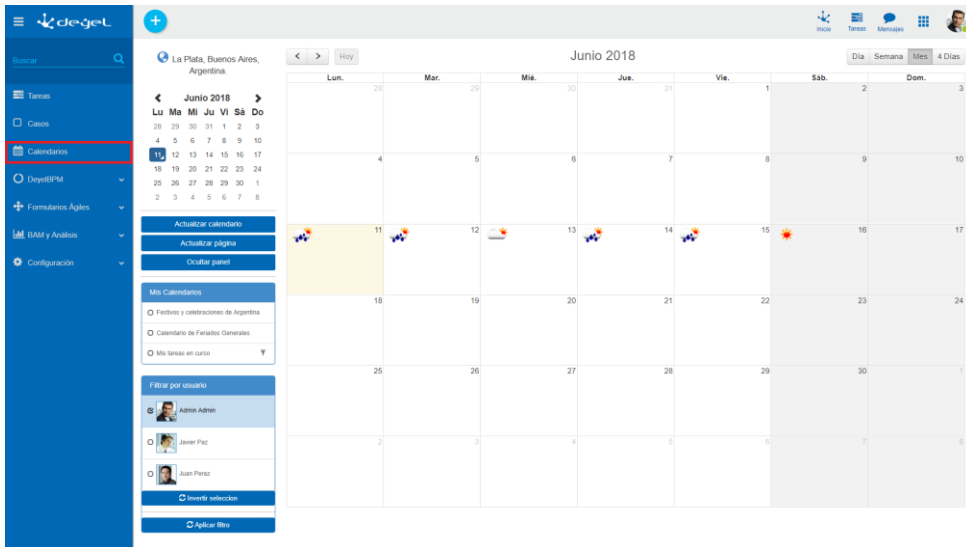 deyel
Inicio
Tareas
Mensajes
Buscar
Tareas
Casos
Calendarios
DeyelBPM
Formularios Ágiles
BAM y Análisis
Configuración
La Plata, Buenos Aires,
Argentina.
Junio 2018
Lu Ma Mi Ju Vi Sá Do
28 29 30 31 1 2 3
4 5 6 7 8 9 10
11 12 13 14 15 16 17
18 19 20 21 22 23 24
25 26 27 28 29 30 1
2 3 4 5 6 7 8
Actualizar calendario
Actualizar página
Ocultar panel
Mis Calendarios
Festivos y celebraciones de Argentina
Calendario de Feriados Generales
Mis tareas en curso
Filtrar por usuario
Admin Admin
Javier Paz
Juan Perez
Invertir seleccion
Aplicar filtro
Hoy
Junio 2018
Día Semana Mes 4 Días
Lun. Mar. Mié. Jue. Vie. Sáb. Dom.
28 29 30 31 1 2 3
4 5 6 7 8 9 10
11 12 13 14 15 16 17
18 19 20 21 22 23 24
25 26 27 28 29 30 1
2 3 4 5 6 7 8